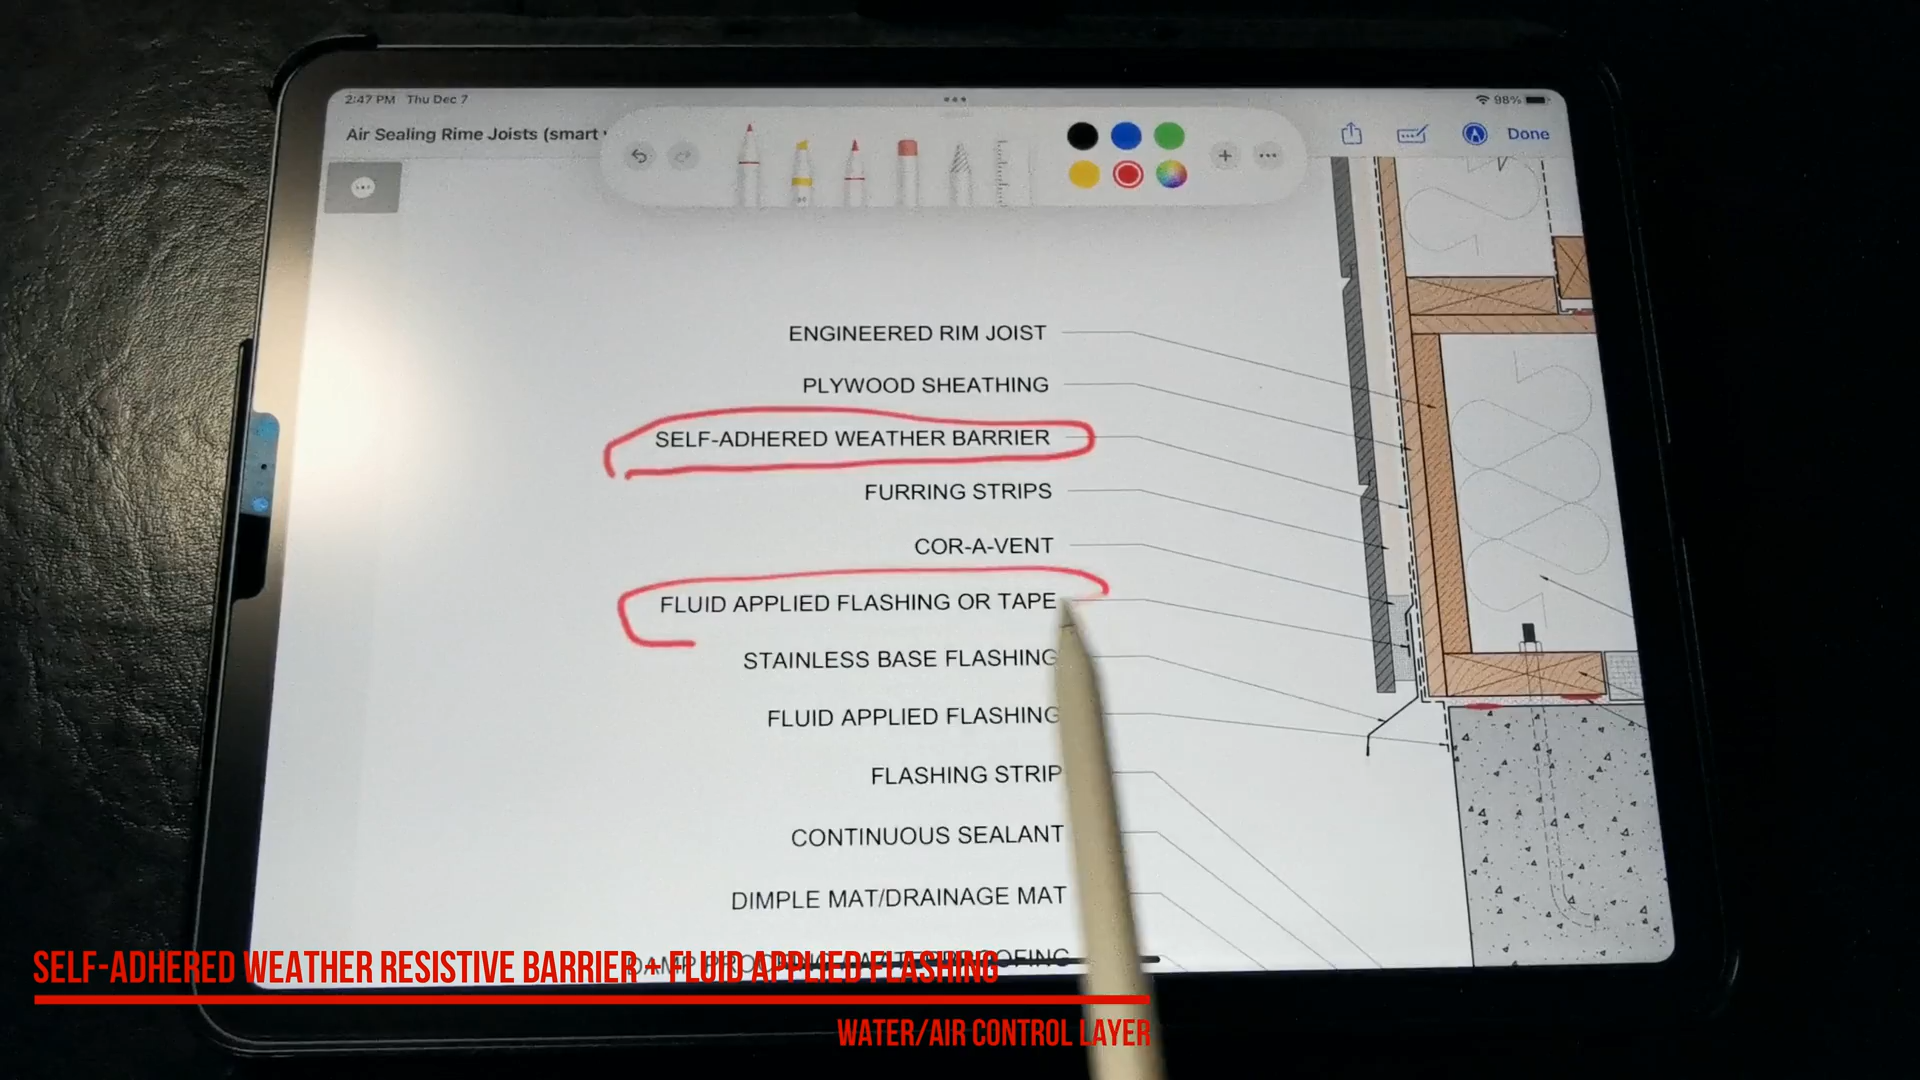 2:47 PM Thu Dec 7
98%
Air Sealing Rime Joists (smart
Done
ENGINEERED RIM JOIST
PLYWOOD SHEATHING
SELF-ADHERED WEATHER BARRIER
FURRING STRIPS
COR-A-VENT
FLUID APPLIED FLASHING OR TAPE
STAINLESS BASE FLASHING
FLUID APPLIED FLASHING
FLASHING STRIP
CONTINUOUS SEALANT
DIMPLE MAT/DRAINAGE MAT
SELF-ADHERED WEATHER RESISTIVE BARRIER + FLUID APPLIED FLASHING
WATER/AIR CONTROL LAYER